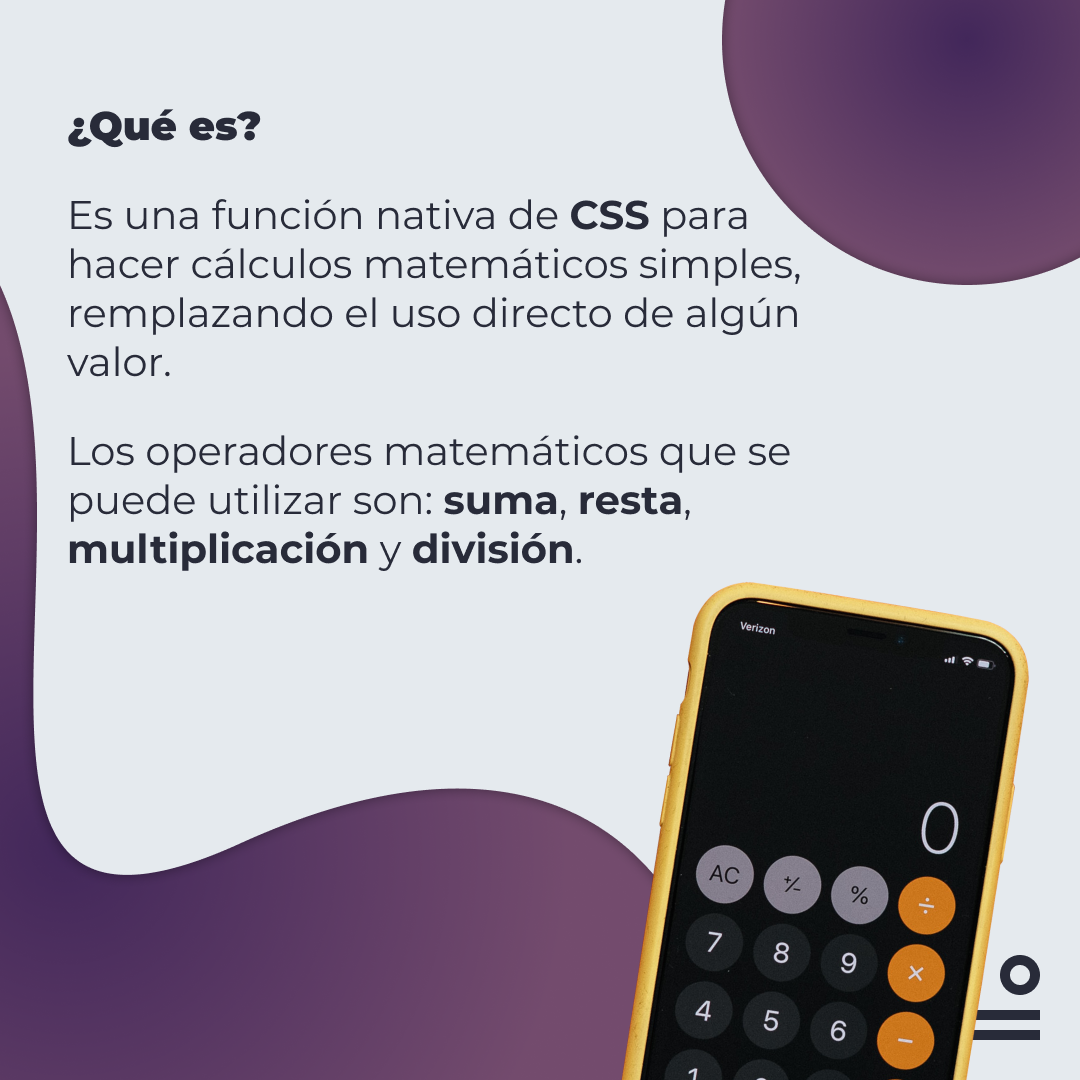 ¿Qué es?
Es una función nativa de CSS para
hacer cálculos matemáticos simples,
remplazando el uso directo de algún
valor.
Los operadores matemáticos que se
puede utilizar son: suma, resta,
multiplicación y división.
Verizon
0
AC +/- % ÷
7 8 9 ×
4 5 6 −
1